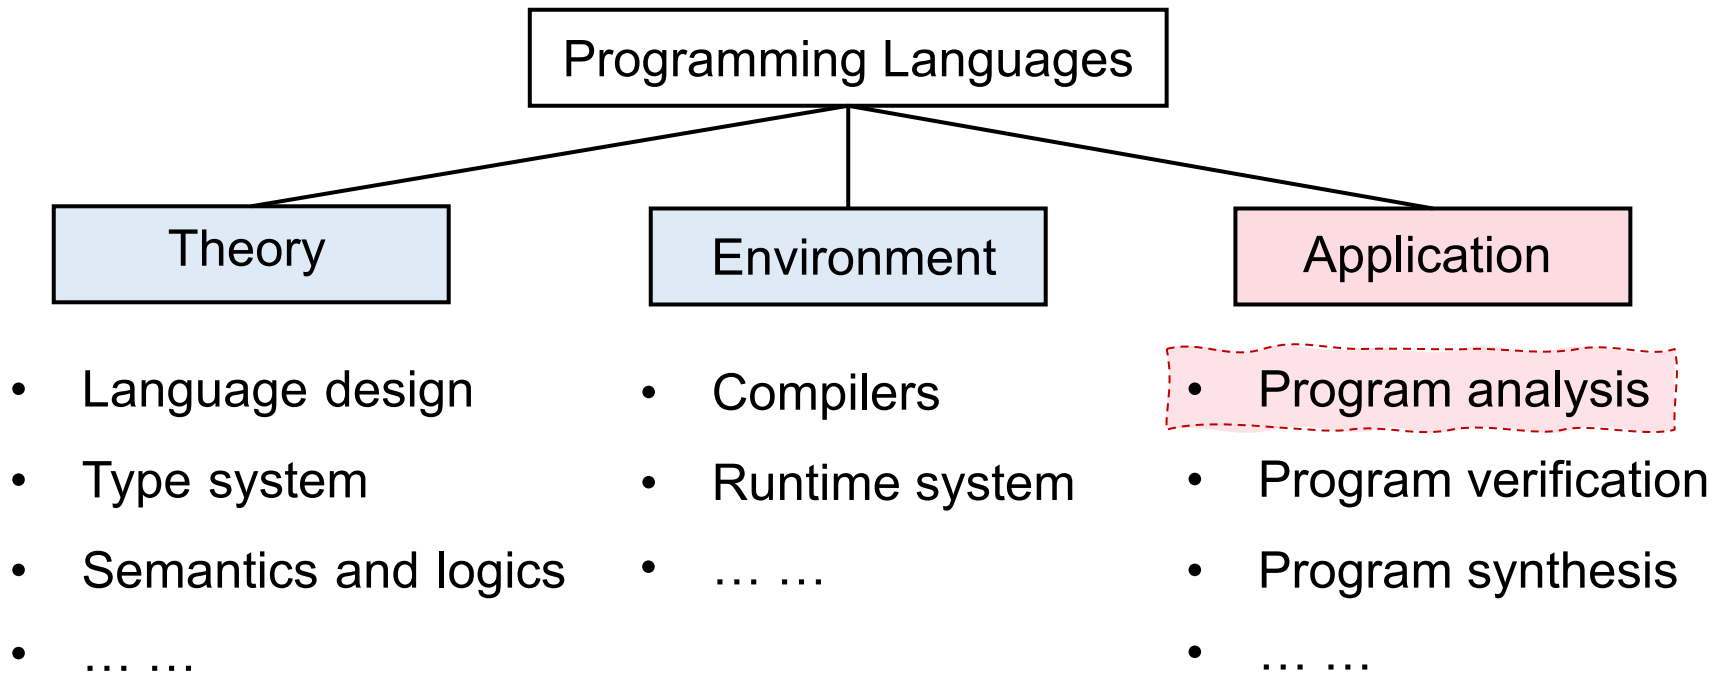 Programming Languages
Theory
Environment
Application
• Language design
• Type system
• Semantics and logics
• … …
• Compilers
• Runtime system
• … …
• Program analysis
• Program verification
• Program synthesis
• … …